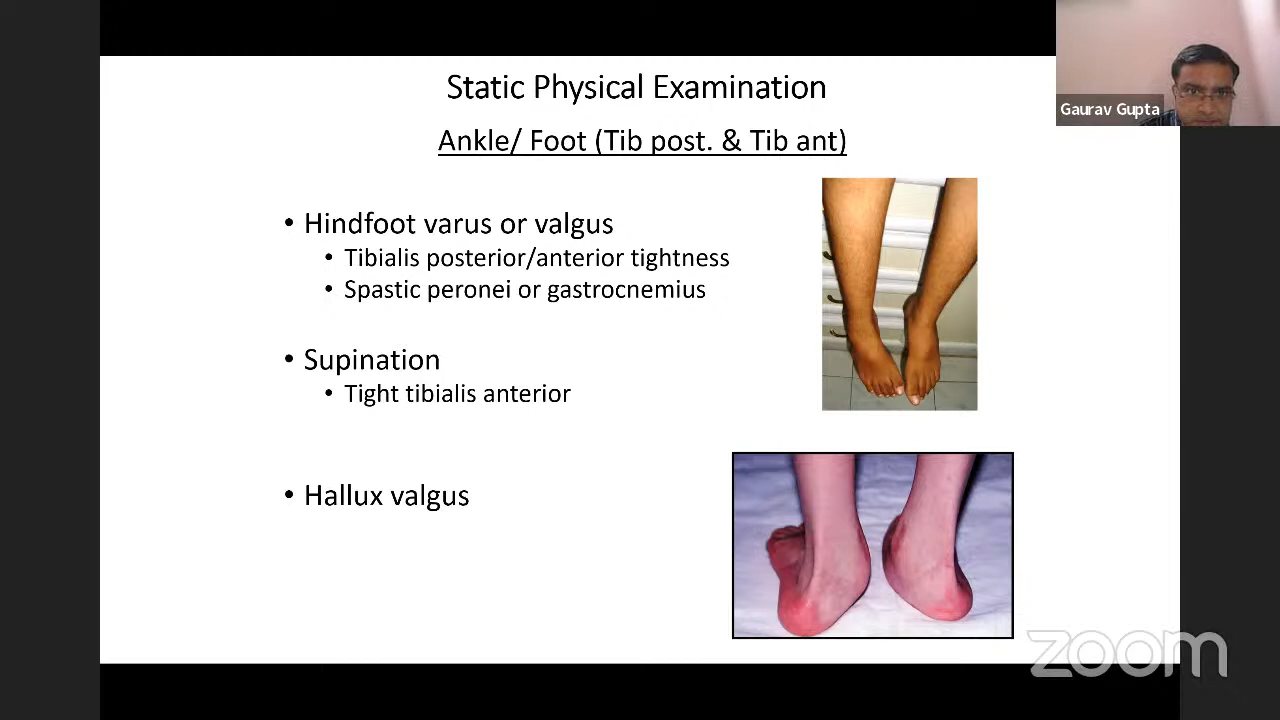 Static Physical Examination
Ankle/ Foot (Tib post. & Tib ant)
Gaurav Gupta
• Hindfoot varus or valgus
• Tibialis posterior/anterior tightness
• Spastic peronei or gastrocnemius
• Supination
• Tight tibialis anterior
• Hallux valgus
zoom